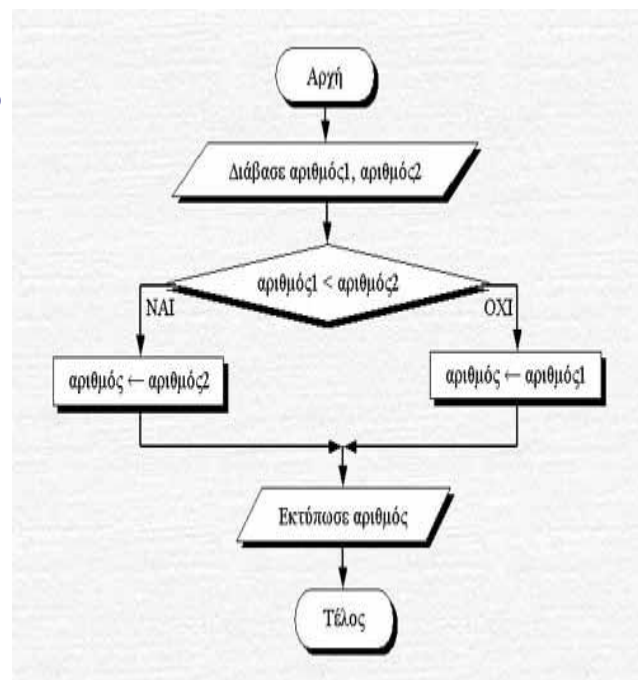 Αρχή
Διάβασε αριθμός1, αριθμός2
αριθμός1 < αριθμός2
ΝΑΙ
ΟΧΙ
αριθμός ← αριθμός2
αριθμός ← αριθμός1
Εκτύπωσε αριθμός
Τέλος